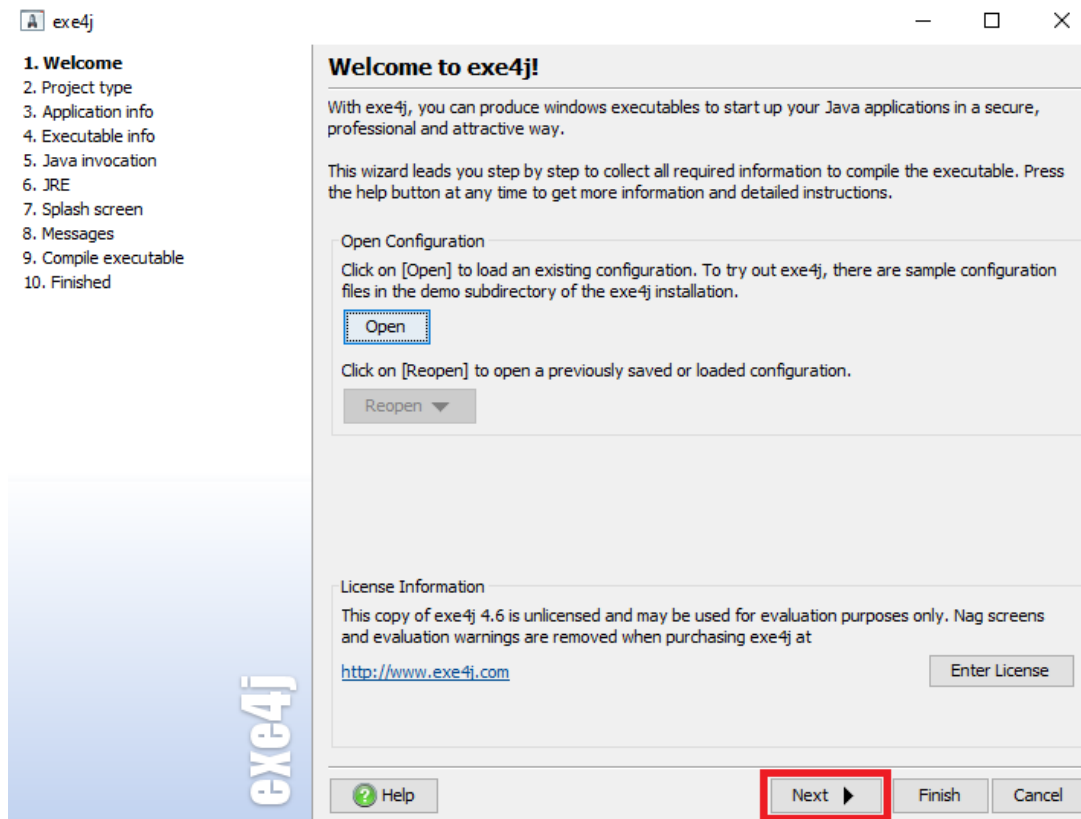 exe4j
1. Welcome
2. Project type
3. Application info
4. Executable info
5. Java invocation
6. JRE
7. Splash screen
8. Messages
9. Compile executable
10. Finished
exe4j
Welcome to exe4j!
With exe4j, you can produce windows executables to start up your Java applications in a secure,
professional and attractive way.
This wizard leads you step by step to collect all required information to compile the executable. Press
the help button at any time to get more information and detailed instructions.
Open Configuration
Click on [Open] to load an existing configuration. To try out exe4j, there are sample configuration
files in the demo subdirectory of the exe4j installation.
Open
Click on [Reopen] to open a previously saved or loaded configuration.
Reopen
License Information
This copy of exe4j 4.6 is unlicensed and may be used for evaluation purposes only. Nag screens
and evaluation warnings are removed when purchasing exe4j at
http://www.exe4j.com
Enter License
Help
Next
Finish
Cancel